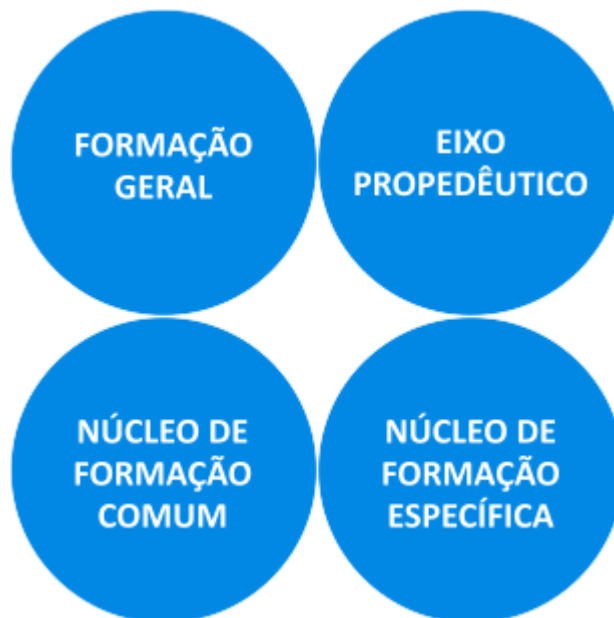 FORMAÇÃO
GERAL
EIXO
PROPEDÊUTICO
NÚCLEO DE
FORMAÇÃO
COMUM
NÚCLEO DE
FORMAÇÃO
ESPECÍFICA